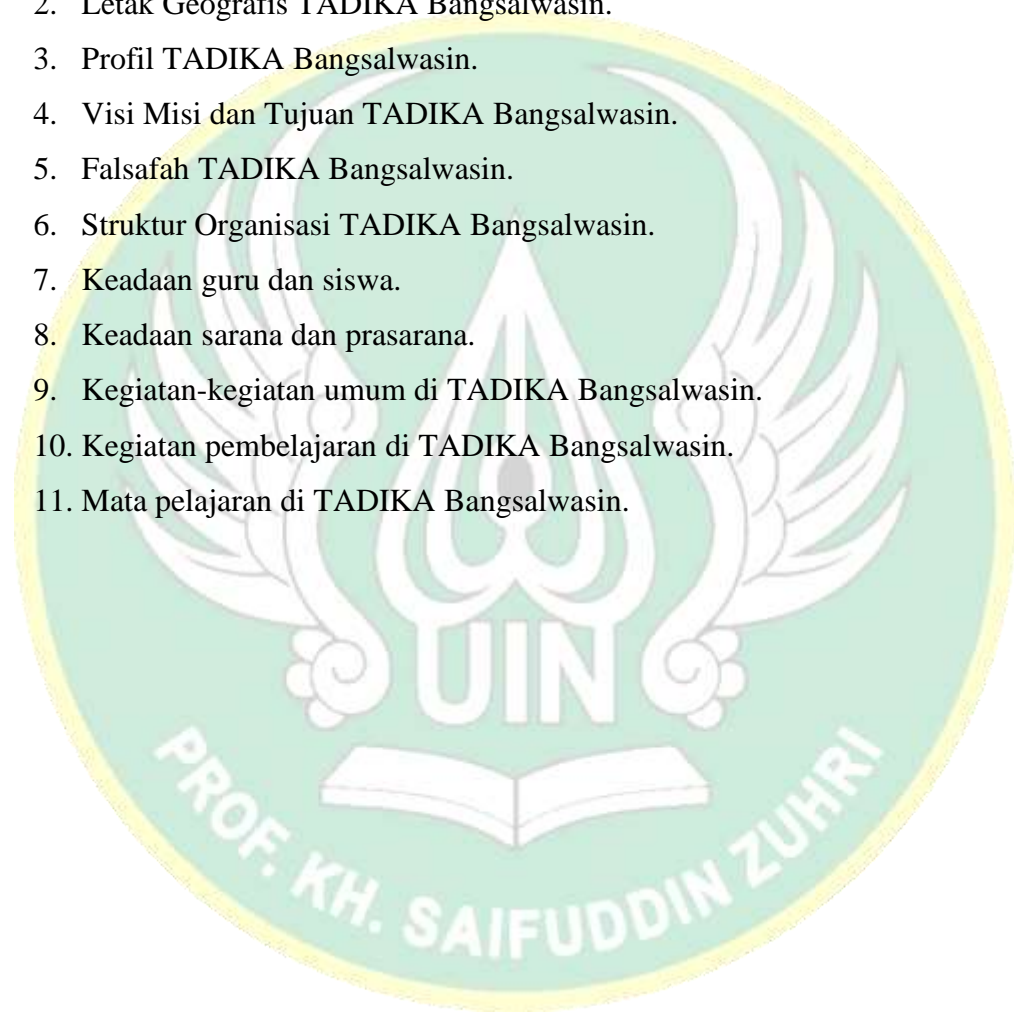 2. Letak Geografis TADIKA Bangsalwasin.
3. Profil TADIKA Bangsalwasin.
4. Visi Misi dan Tujuan TADIKA Bangsalwasin.
5. Falsafah TADIKA Bangsalwasin.
6. Struktur Organisasi TADIKA Bangsalwasin.
7. Keadaan guru dan siswa.
8. Keadaan sarana dan prasarana.
9. Kegiatan-kegiatan umum di TADIKA Bangsalwasin.
10. Kegiatan pembelajaran di TADIKA Bangsalwasin.
11. Mata pelajaran di TADIKA Bangsalwasin.
UIN
PROF. KH. SAIFUDDIN ZUHRI